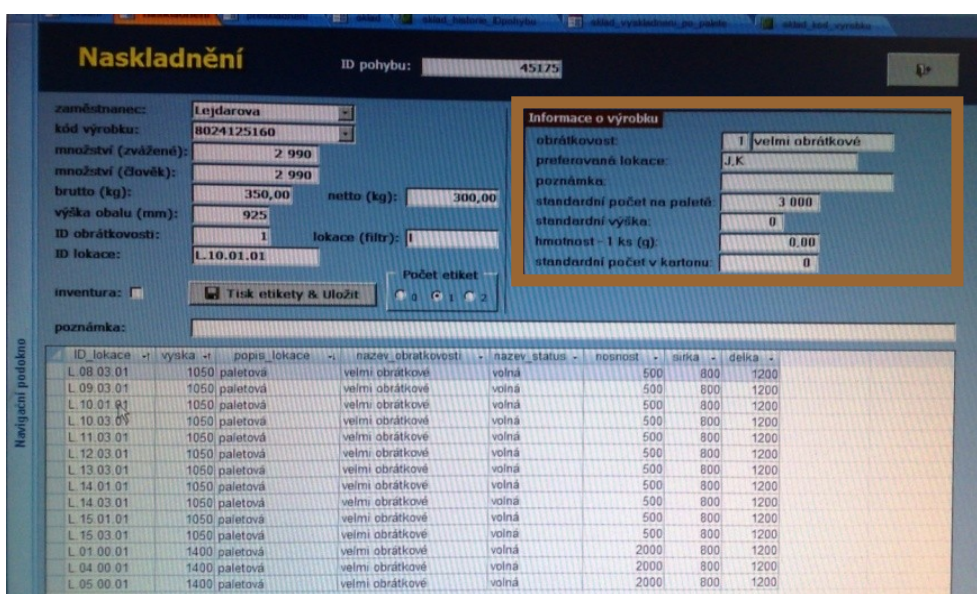 Naskladnění
ID pohybu: 45175
zaměstnanec: Lejdarova
kód výrobku: 8024125160
množství (zvážené): 2 990
množství (člověk): 2 990
brutto (kg): 350,00 netto (kg): 300,00
výška obalu (mm): 925
ID obrátkovosti: 1 lokace (filtr): l
ID lokace: L.10.01.01
Počet etiket
inventura: Tisk etikety & Uložit 0 1 2
poznámka:
Informace o výrobku
obrátkovost: 1 velmi obrátkové
preferovaná lokace: J,K
poznámka:
standardní počet na paletě: 3 000
standardní výška: 0
hmotnost - 1 ks (g): 0,00
standardní počet v kartonu: 0
Navigační podokno
ID_lokace vyska popis_lokace nazev_obratkovosti nazev_status nosnost sirka delka
L.08.03.01 1050 paletová velmi obrátkové volná 500 800 1200
L.09.03.01 1050 paletová velmi obrátkové volná 500 800 1200
L.10.01.01 1050 paletová velmi obrátkové volná 500 800 1200
L.10.03.01 1050 paletová velmi obrátkové volná 500 800 1200
L.11.03.01 1050 paletová velmi obrátkové volná 500 800 1200
L.12.03.01 1050 paletová velmi obrátkové volná 500 800 1200
L.13.03.01 1050 paletová velmi obrátkové volná 500 800 1200
L.14.01.01 1050 paletová velmi obrátkové volná 500 800 1200
L.14.03.01 1050 paletová velmi obrátkové volná 500 800 1200
L.15.01.01 1050 paletová velmi obrátkové volná 500 800 1200
L.15.03.01 1050 paletová velmi obrátkové volná 500 800 1200
L.01.00.01 1400 paletová velmi obrátkové volná 2000 800 1200
L.04.00.01 1400 paletová velmi obrátkové volná 2000 800 1200
L.05.00.01 1400 paletová velmi obrátkové volná 2000 800 1200